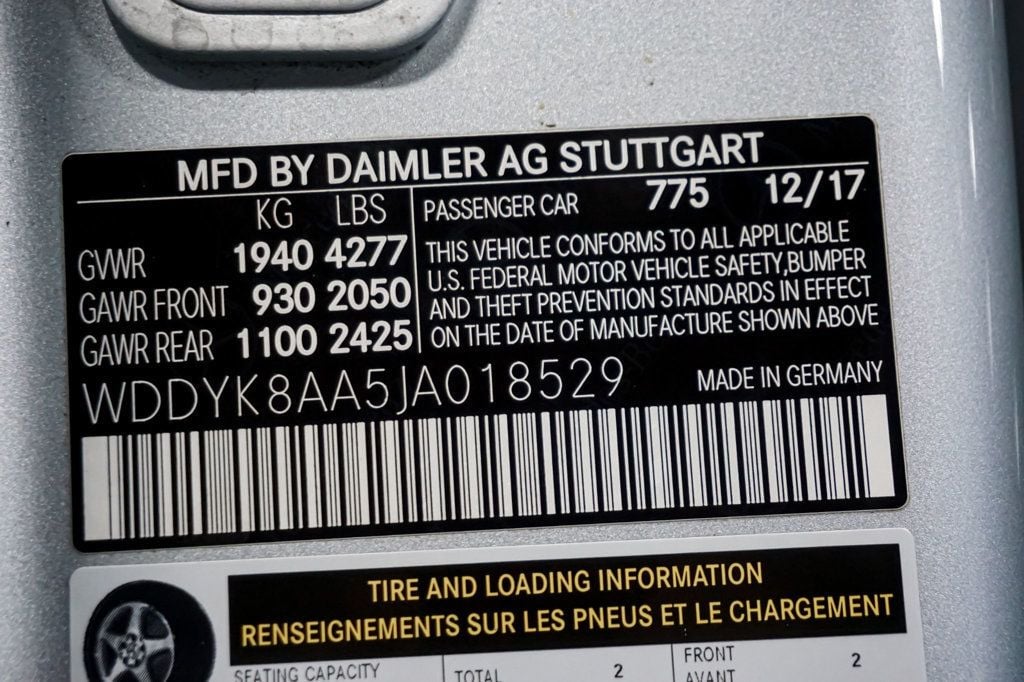 MFD BY DAIMLER AG STUTTGART
KG LBS
GVWR 1940 4277
GAWR FRONT 930 2050
GAWR REAR 1100 2425
PASSENGER CAR 775 12/17
THIS VEHICLE CONFORMS TO ALL APPLICABLE
U.S. FEDERAL MOTOR VEHICLE SAFETY,BUMPER
AND THEFT PREVENTION STANDARDS IN EFFECT
ON THE DATE OF MANUFACTURE SHOWN ABOVE
WDDYK8AA5JA018529
MADE IN GERMANY
TIRE AND LOADING INFORMATION
RENSEIGNEMENTS SUR LES PNEUS ET LE CHARGEMENT
SEATING CAPACITY
TOTAL 2
FRONT 2
AVANT